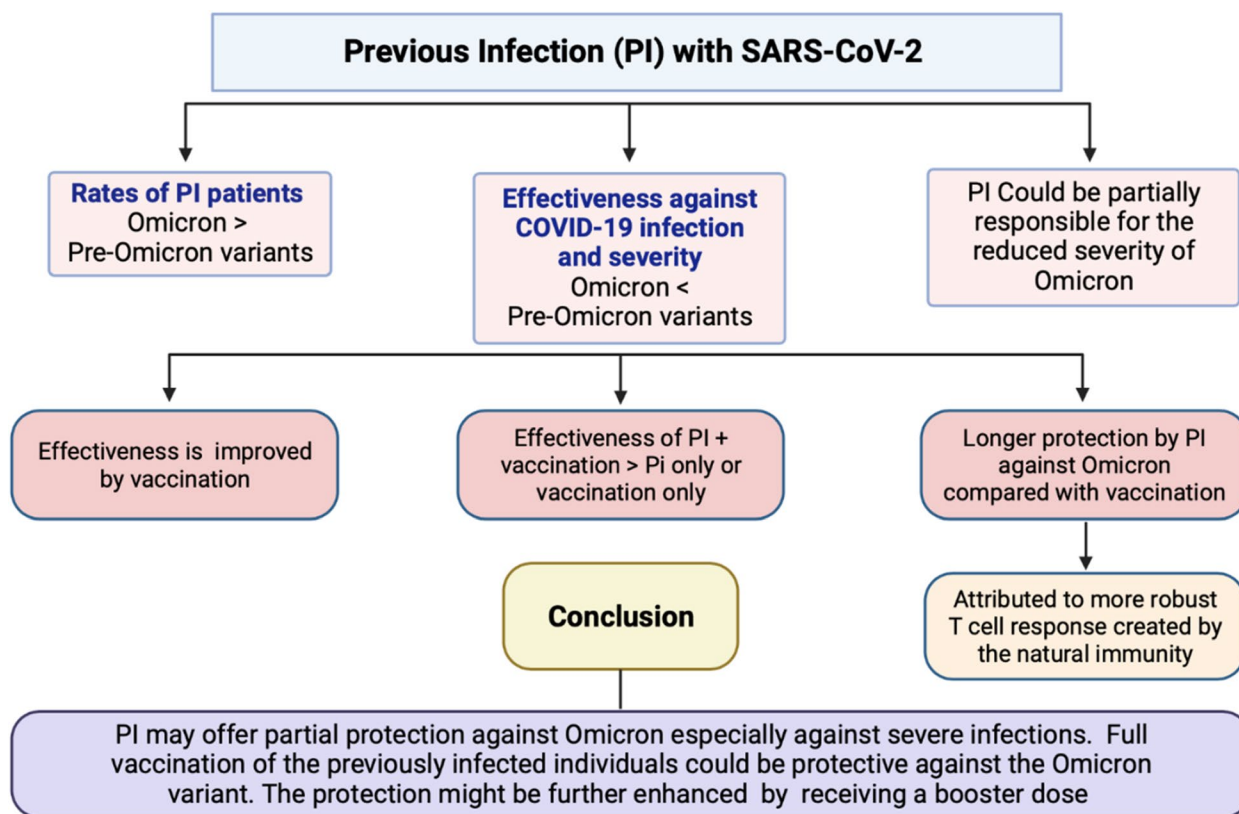 Previous Infection (PI) with SARS-CoV-2
Rates of PI patients
Omicron >
Pre-Omicron variants
Effectiveness against
COVID-19 infection
and severity
Omicron <
Pre-Omicron variants
PI Could be partially
responsible for the
reduced severity of
Omicron
Effectiveness is improved
by vaccination
Effectiveness of PI +
vaccination > Pi only or
vaccination only
Longer protection by PI
against Omicron
compared with vaccination
Attributed to more robust
T cell response created by
the natural immunity
Conclusion
PI may offer partial protection against Omicron especially against severe infections. Full
vaccination of the previously infected individuals could be protective against the Omicron
variant. The protection might be further enhanced by receiving a booster dose